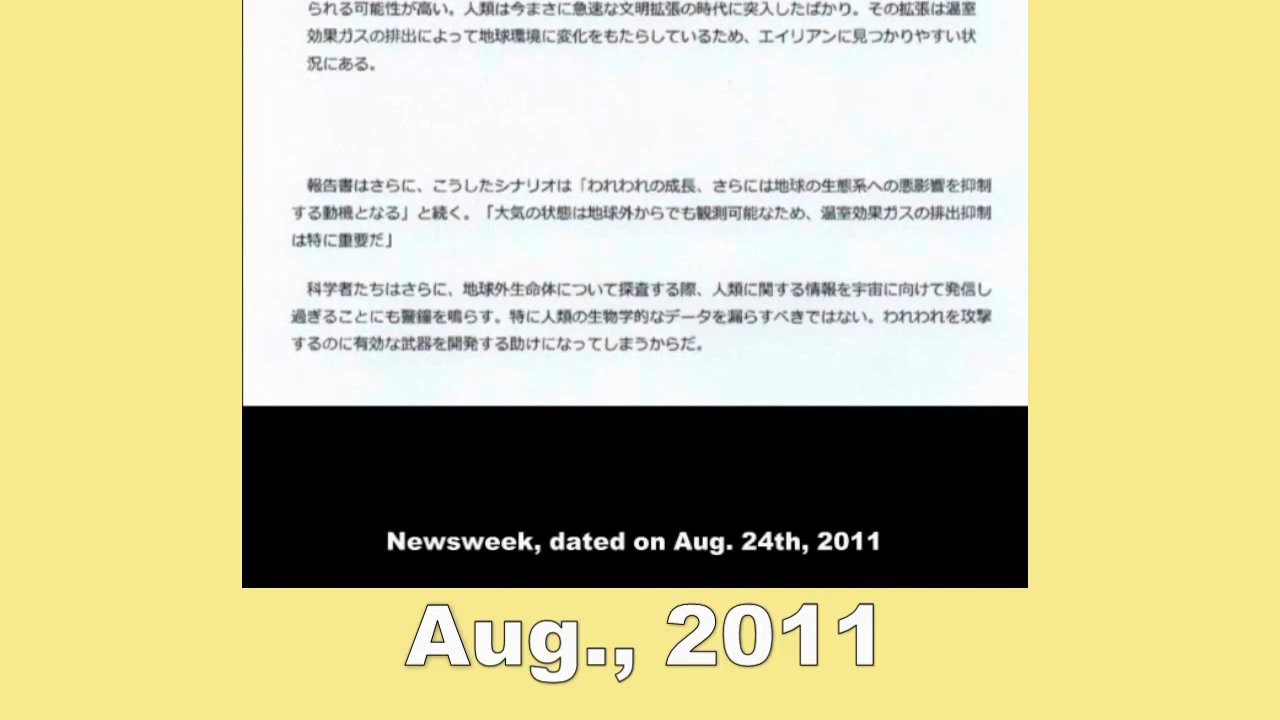 られる可能性が高い。人類は今まさに急速な文明拡張の時代に突入したばかり。その拡張は温室
効果ガスの排出によって地球環境に変化をもたらしているため、エイリアンに見つかりやすい状
況にある。
報告書はさらに、こうしたシナリオは「われわれの成長、さらには地球の生態系への悪影響を抑制
する動機となる」と続く。「大気の状態は地球外からでも観測可能なため、温室効果ガスの排出抑制
は特に重要だ」
科学者たちはさらに、地球外生命体について探査する際、人類に関する情報を宇宙に向けて発信し
過ぎることにも警鐘を鳴らす。特に人類の生物学的なデータを漏らすべきではない。われわれを攻撃
するのに有効な武器を開発する助けになってしまうからだ。
Newsweek, dated on Aug. 24th, 2011
Aug., 2011